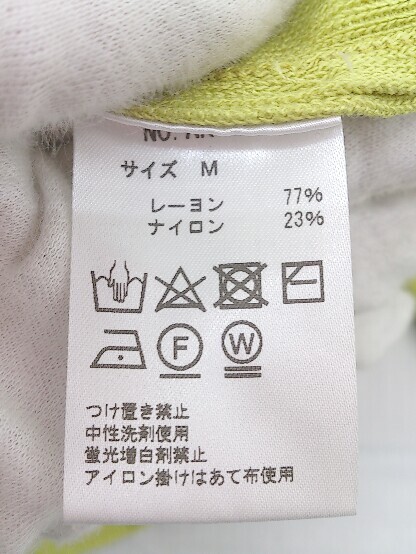 サイズ M
レーヨン 77%
ナイロン 23%
F W
つけ置き禁止
中性洗剤使用
蛍光増白剤禁止
アイロン掛けはあて布使用